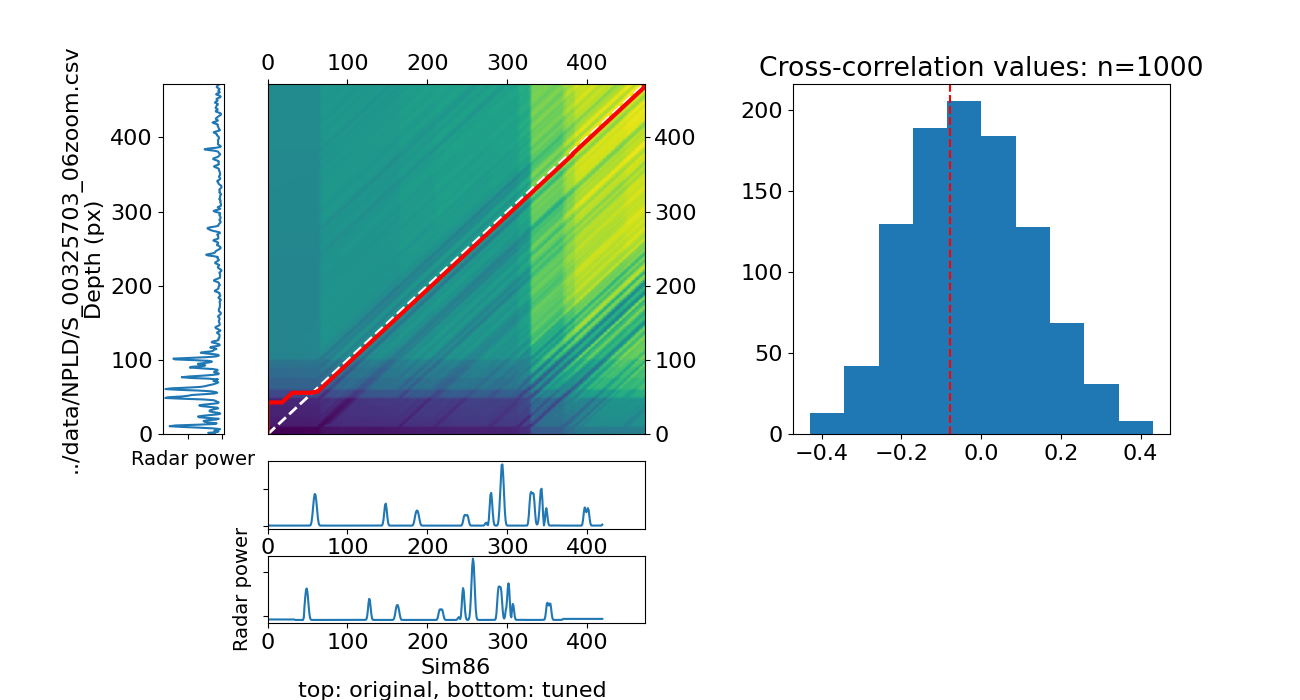 0 100 200 300 400
Cross-correlation values: n=1000
../data/NPLD/S_00325703_06zoom.csv
Depth (px)
400
300
200
100
0
400
300
200
100
0
200
150
100
50
0
−0.4 −0.2 0.0 0.2 0.4
Radar power
0 100 200 300 400
Radar power
0 100 200 300 400
Sim86
top: original, bottom: tuned